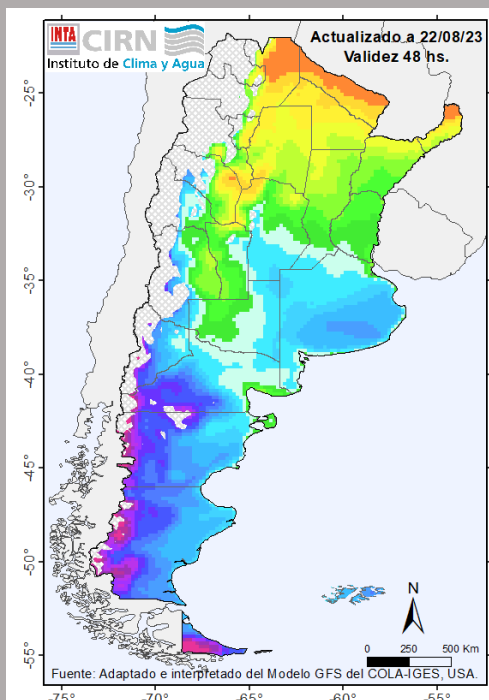 INTA CIRN
Instituto de Clima y Agua
Actualizado a 22/08/23
Validez 48 hs.
-25°
-30°
-35°
-40°
-45°
-50°
-55°
N
0 250 500 Km
Fuente: Adaptado e interpretado del Modelo GFS del COLA-IGES, USA.
-75° -70° -65° -60° -55°